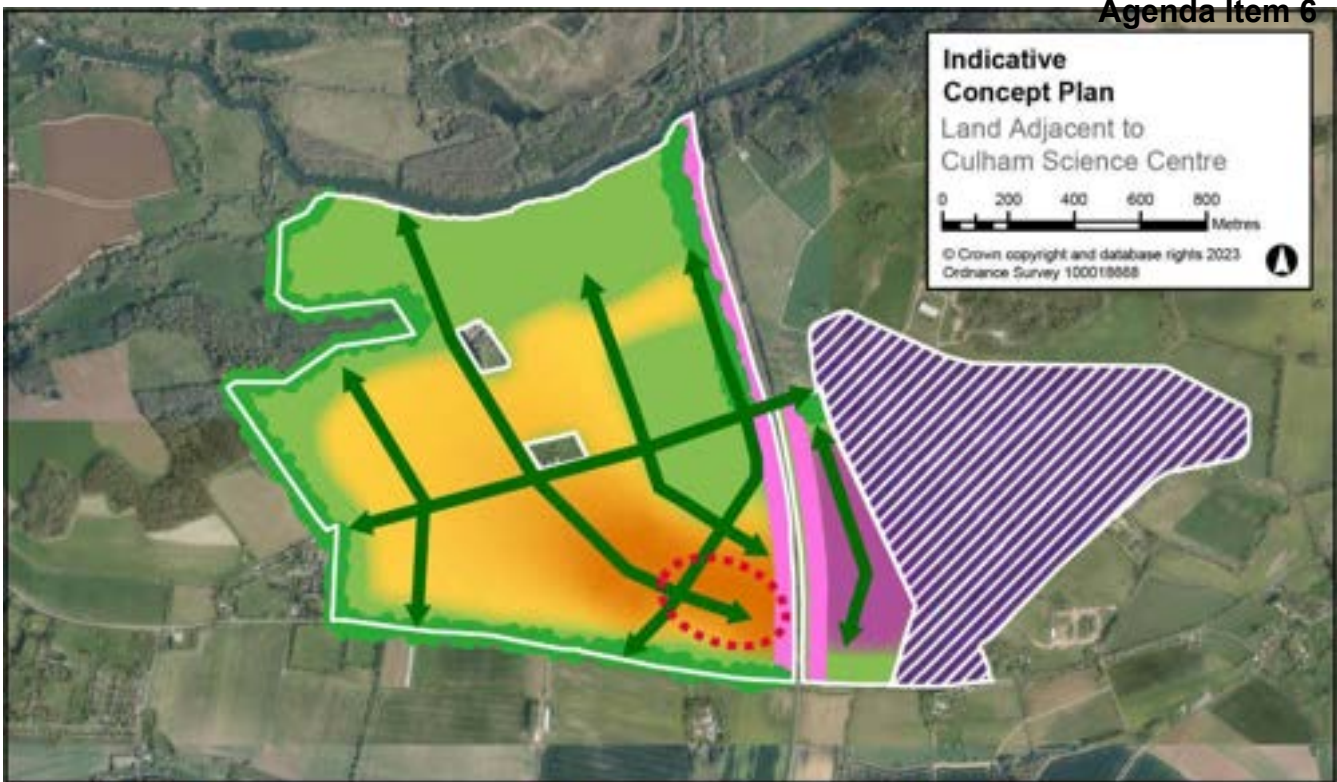 Agenda Item 6
Indicative
Concept Plan
Land Adjacent to
Culham Science Centre
0 200 400 600 800
Metres
© Crown copyright and database rights 2023
Ordnance Survey 100018668